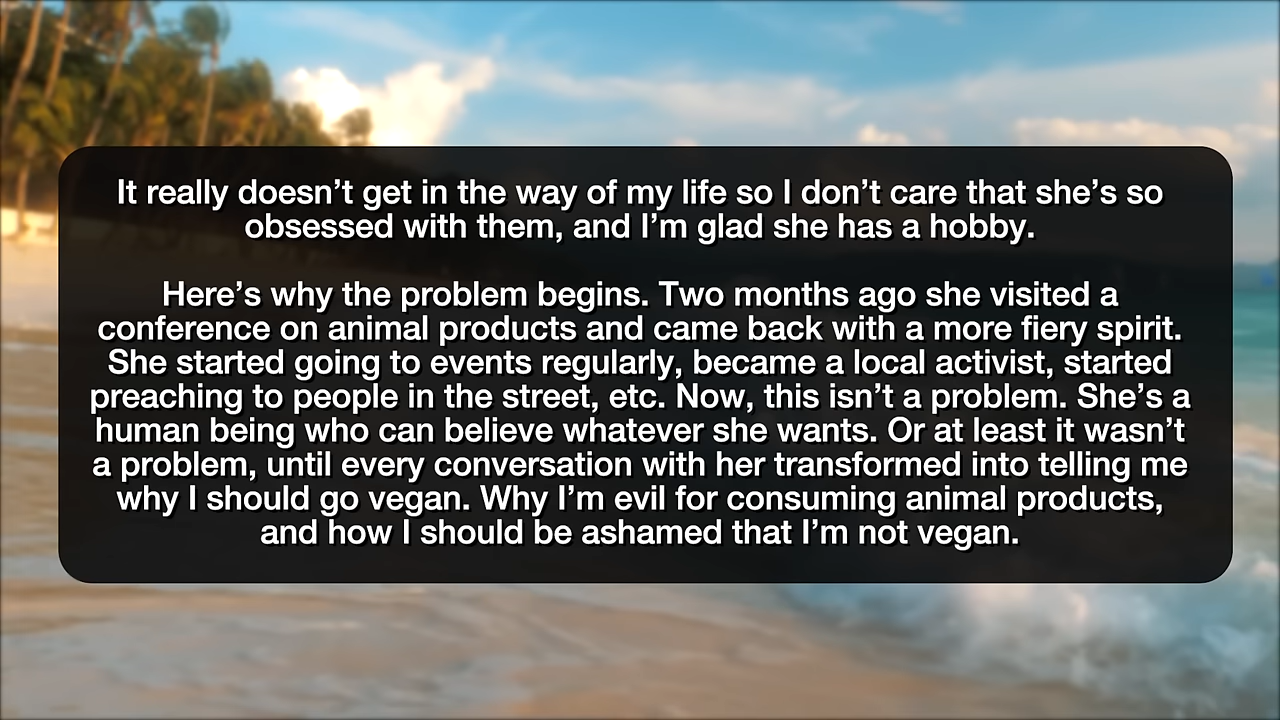 It really doesn’t get in the way of my life so I don’t care that she’s so
obsessed with them, and I’m glad she has a hobby.
Here’s why the problem begins. Two months ago she visited a
conference on animal products and came back with a more fiery spirit.
She started going to events regularly, became a local activist, started
preaching to people in the street, etc. Now, this isn’t a problem. She’s a
human being who can believe whatever she wants. Or at least it wasn’t
a problem, until every conversation with her transformed into telling me
why I should go vegan. Why I’m evil for consuming animal products,
and how I should be ashamed that I’m not vegan.